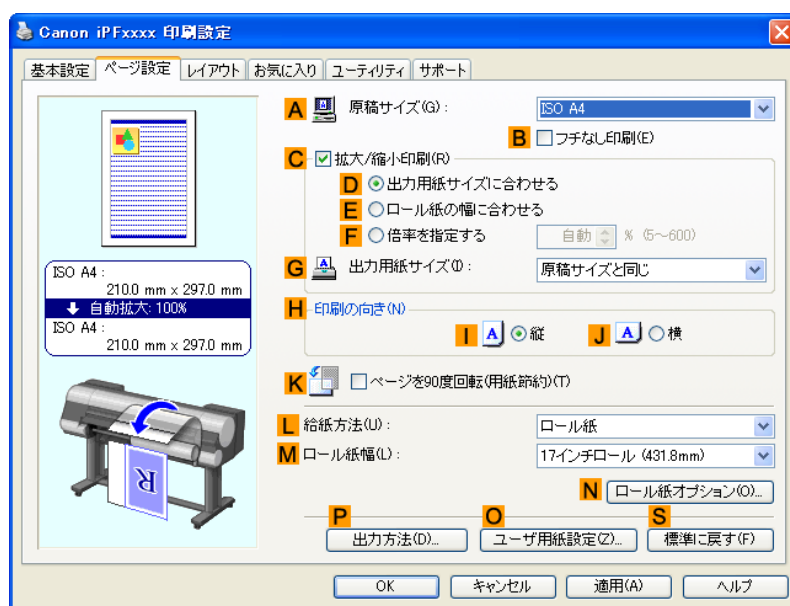 Canon iPFxxxx 印刷設定
基本設定 ページ設定 レイアウト お気に入り ユーティリティ サポート
A 原稿サイズ(G): ISO A4
B フチなし印刷(E)
C 拡大/縮小印刷(R)
D 出力用紙サイズに合わせる
E ロール紙の幅に合わせる
F 倍率を指定する 自動 % (5～600)
G 出力用紙サイズ(I): 原稿サイズと同じ
ISO A4 :
210.0 mm x 297.0 mm
自動拡大: 100%
ISO A4 :
210.0 mm x 297.0 mm
H 印刷の向き(N)
I A 縦 J A 横
K ページを90度回転(用紙節約)(T)
L 給紙方法(U): ロール紙
M ロール紙幅(L): 17インチロール (431.8mm)
R
N ロール紙オプション(O)...
P O S
出力方法(D)... ユーザ用紙設定(Z)... 標準に戻す(F)
OK キャンセル 適用(A) ヘルプ